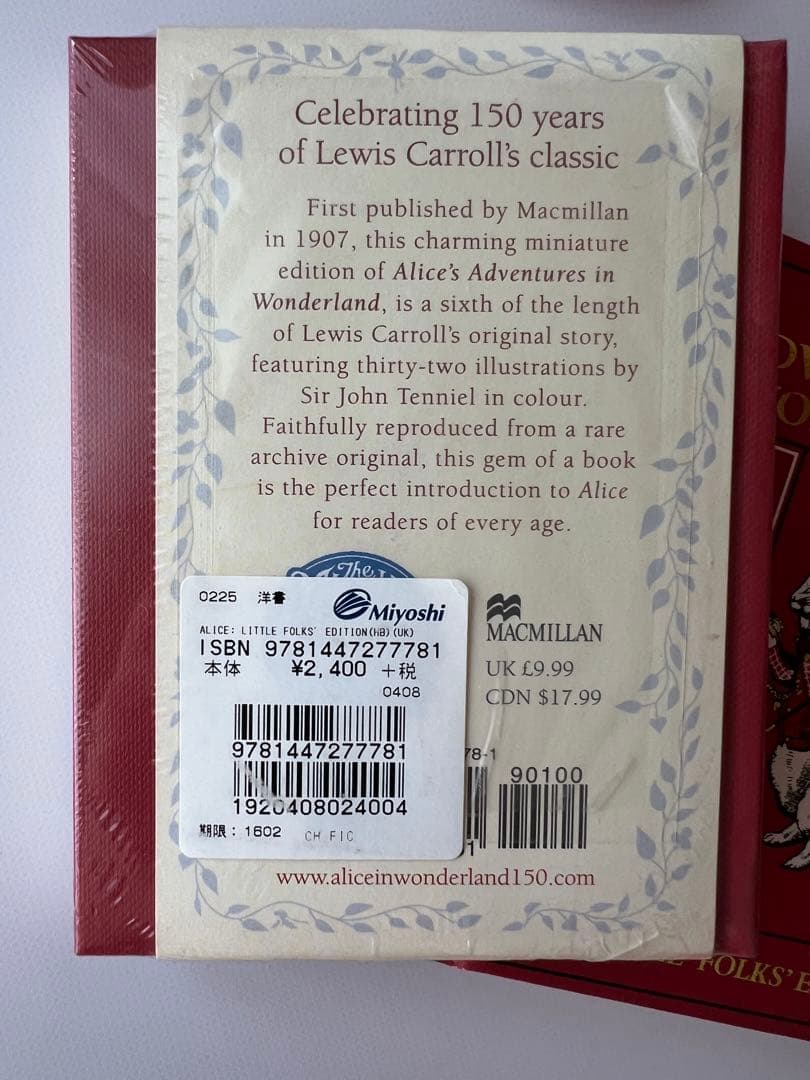 Celebrating 150 years
of Lewis Carroll's classic
First published by Macmillan
in 1907, this charming miniature
edition of Alice's Adventures in
Wonderland, is a sixth of the length
of Lewis Carroll's original story,
featuring thirty-two illustrations by
Sir John Tenniel in colour.
Faithfully reproduced from a rare
archive original, this gem of a book
is the perfect introduction to Alice
for readers of every age.
The
0225 洋書 Miyoshi
ALICE: LITTLE FOLKS' EDITION(HB)(UK)
ISBN 9781447277781
本体 ¥2,400 +税
0408
9781447277781
1920408024004
期限: 1602 CH FIC
MACMILLAN
UK £9.99
CDN $17.99
78-1
90100
1
www.aliceinwonderland150.com
FOLKS' E